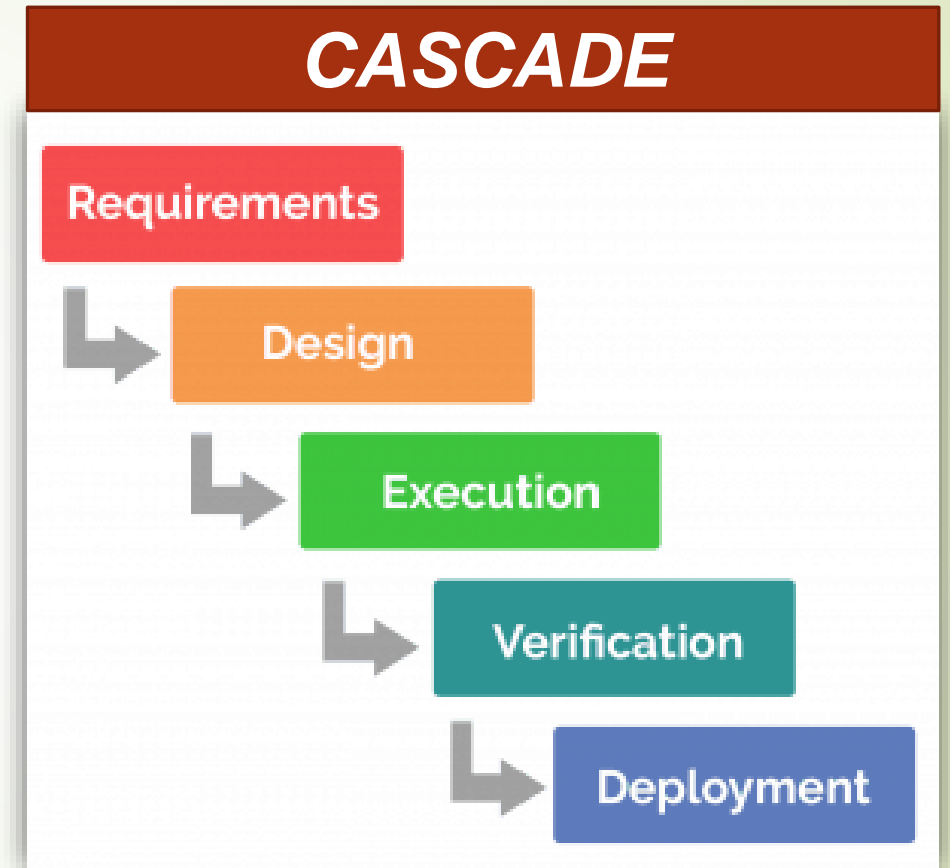 CASCADE
Requirements
Design
Execution
Verification
Deployment